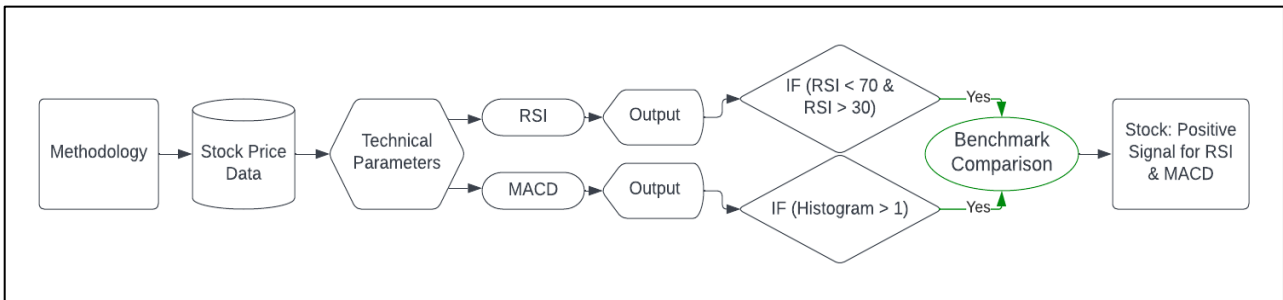 Methodology
Stock Price
Data
Technical
Parameters
RSI
Output
IF (RSI < 70 &
RSI > 30)
Yes
MACD
Output
IF (Histogram > 1)
Yes
Benchmark
Comparison
Stock: Positive
Signal for RSI
& MACD